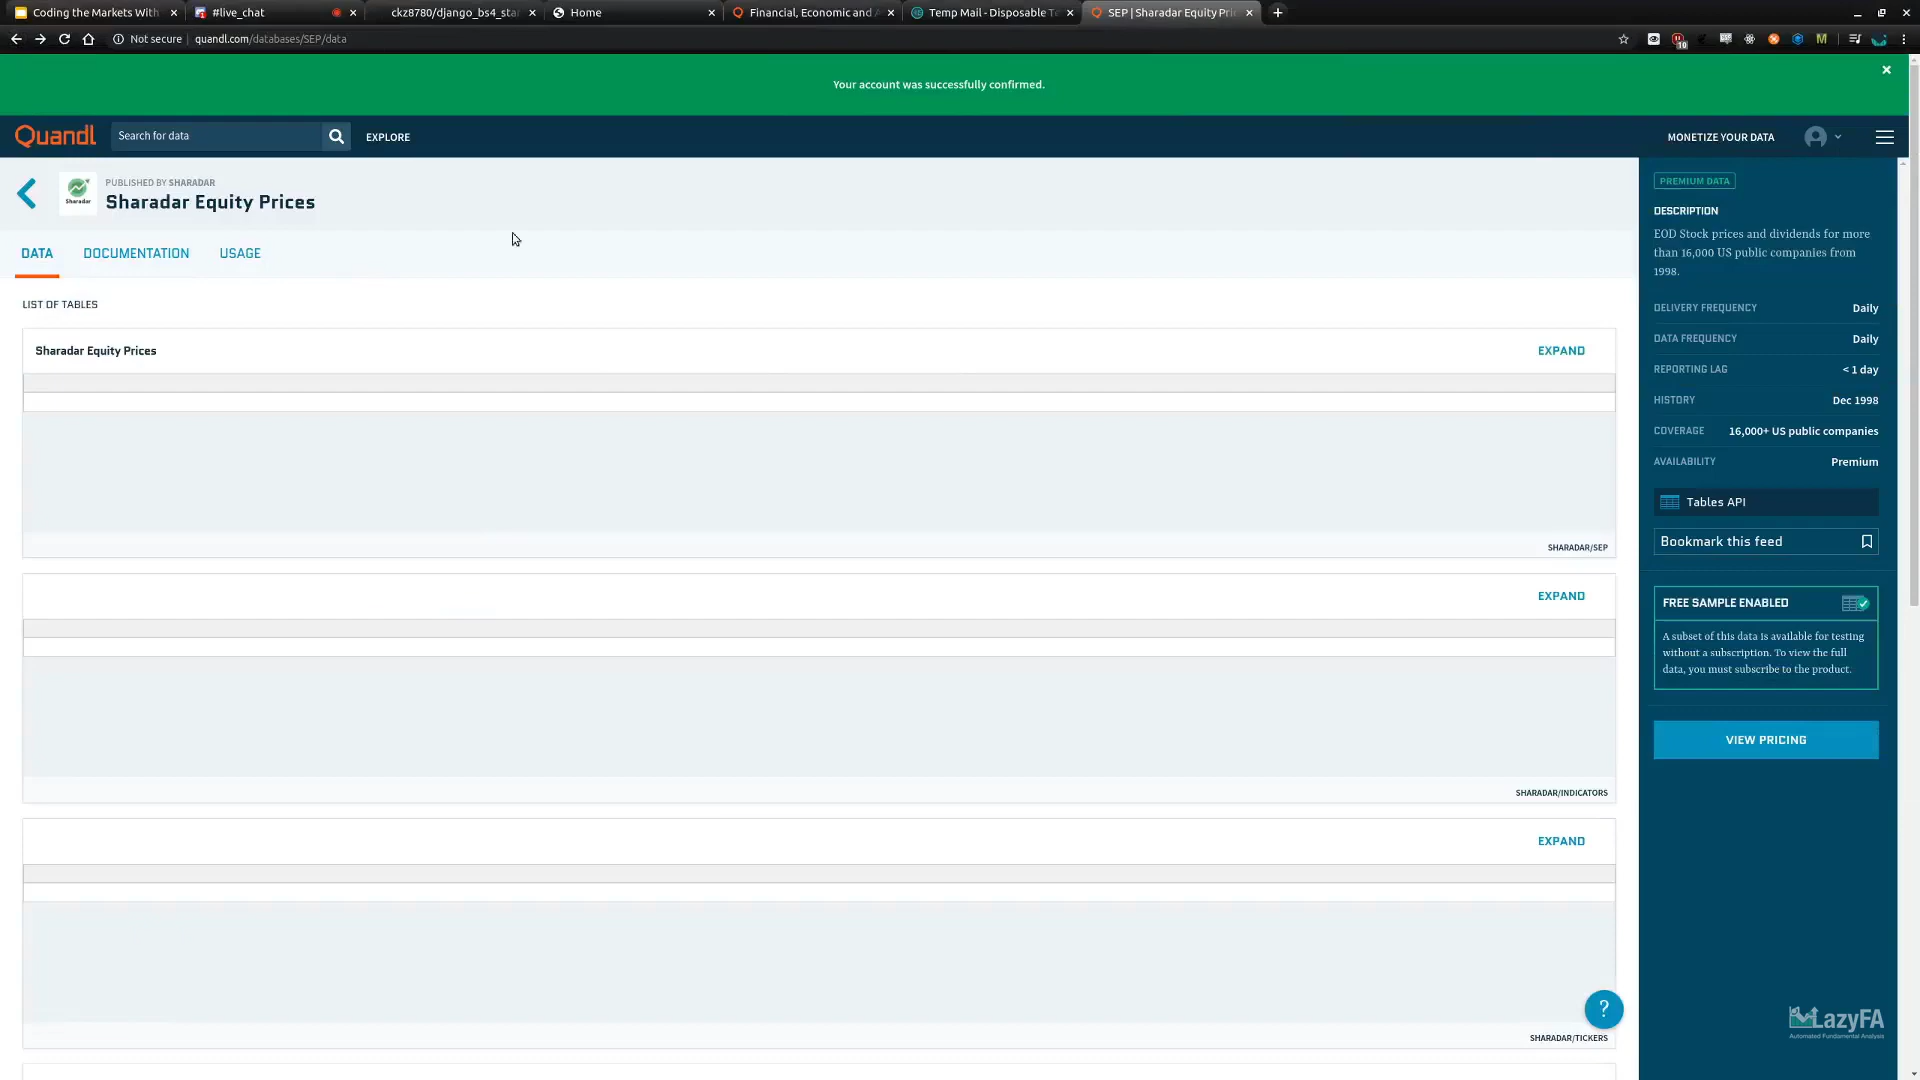 Coding the Markets With
#live_chat
ckz8780/django_bs4_sta
Home
Financial, Economic and A
Temp Mail - Disposable Te
SEP | Sharadar Equity Pri
Not secure
quandl.com/databases/SEP/data
10
Your account was successfully confirmed.
Quandl
Search for data
EXPLORE
MONETIZE YOUR DATA
Sharadar
PUBLISHED BY SHARADAR
Sharadar Equity Prices
DATA
DOCUMENTATION
USAGE
LIST OF TABLES
Sharadar Equity Prices
EXPAND
SHARADAR/SEP
EXPAND
SHARADAR/INDICATORS
EXPAND
SHARADAR/TICKERS
PREMIUM DATA
DESCRIPTION
EOD Stock prices and dividends for more
than 16,000 US public companies from
1998.
DELIVERY FREQUENCY Daily
DATA FREQUENCY Daily
REPORTING LAG < 1 day
HISTORY Dec 1998
COVERAGE 16,000+ US public companies
AVAILABILITY Premium
Tables API
Bookmark this feed
FREE SAMPLE ENABLED
A subset of this data is available for testing
without a subscription. To view the full
data, you must subscribe to the product.
VIEW PRICING
?
LazyFA
Automated Fundamental Analysis